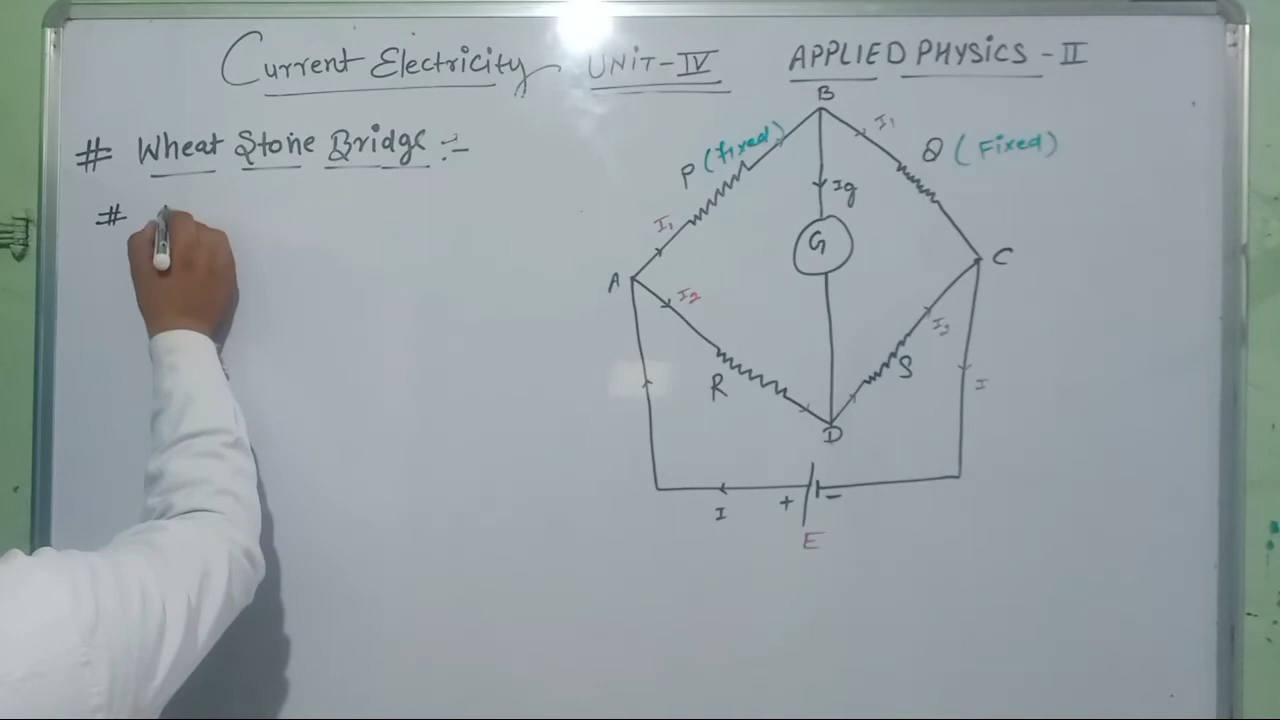 Current Electricity UNiT-IV APPLIED PHYSICS - II
# Wheat Stone Bridge :-
#
B
P (fixed)
I1
Q (Fixed)
Ig
I1
G
A
C
I2
I2
R
S
I
D
+
-
I
E